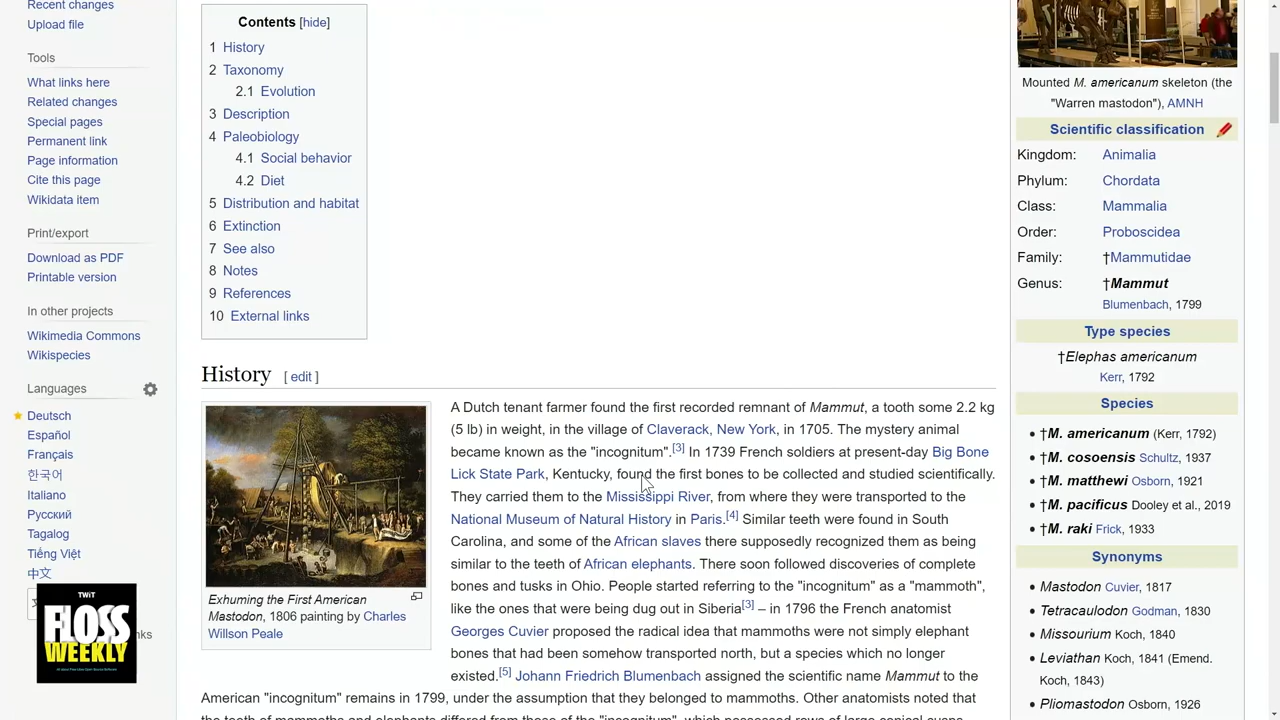 Recent changes
Upload file
Tools
What links here
Related changes
Special pages
Permanent link
Page information
Cite this page
Wikidata item
Print/export
Download as PDF
Printable version
In other projects
Wikimedia Commons
Wikispecies
Languages
Deutsch
Español
Français
한국어
Italiano
Русский
Tagalog
Tiếng Việt
中文
TWiT
FLOSS
WEEKLY
Contents [hide]
1 History
2 Taxonomy
2.1 Evolution
3 Description
4 Paleobiology
4.1 Social behavior
4.2 Diet
5 Distribution and habitat
6 Extinction
7 See also
8 Notes
9 References
10 External links
History [ edit ]
Exhuming the First American
Mastodon, 1806 painting by Charles
Willson Peale
A Dutch tenant farmer found the first recorded remnant of Mammut, a tooth some 2.2 kg
(5 lb) in weight, in the village of Claverack, New York, in 1705. The mystery animal
became known as the "incognitum".[3] In 1739 French soldiers at present-day Big Bone
Lick State Park, Kentucky, found the first bones to be collected and studied scientifically.
They carried them to the Mississippi River, from where they were transported to the
National Museum of Natural History in Paris.[4] Similar teeth were found in South
Carolina, and some of the African slaves there supposedly recognized them as being
similar to the teeth of African elephants. There soon followed discoveries of complete
bones and tusks in Ohio. People started referring to the "incognitum" as a "mammoth",
like the ones that were being dug out in Siberia[3] – in 1796 the French anatomist
Georges Cuvier proposed the radical idea that mammoths were not simply elephant
bones that had been somehow transported north, but a species which no longer
existed.[5] Johann Friedrich Blumenbach assigned the scientific name Mammut to the
American "incognitum" remains in 1799, under the assumption that they belonged to mammoths. Other anatomists noted that
the teeth of mammoths and elephants differed from those of the "incognitum", which possessed rows of large conical cusps
Mounted M. americanum skeleton (the
"Warren mastodon"), AMNH
Scientific classification
Kingdom: Animalia
Phylum: Chordata
Class: Mammalia
Order: Proboscidea
Family: †Mammutidae
Genus: †Mammut
Blumenbach, 1799
Type species
†Elephas americanum
Kerr, 1792
Species
• †M. americanum (Kerr, 1792)
• †M. cosoensis Schultz, 1937
• †M. matthewi Osborn, 1921
• †M. pacificus Dooley et al., 2019
• †M. raki Frick, 1933
Synonyms
• Mastodon Cuvier, 1817
• Tetracaulodon Godman, 1830
• Missourium Koch, 1840
• Leviathan Koch, 1841 (Emend.
Koch, 1843)
• Pliomastodon Osborn, 1926